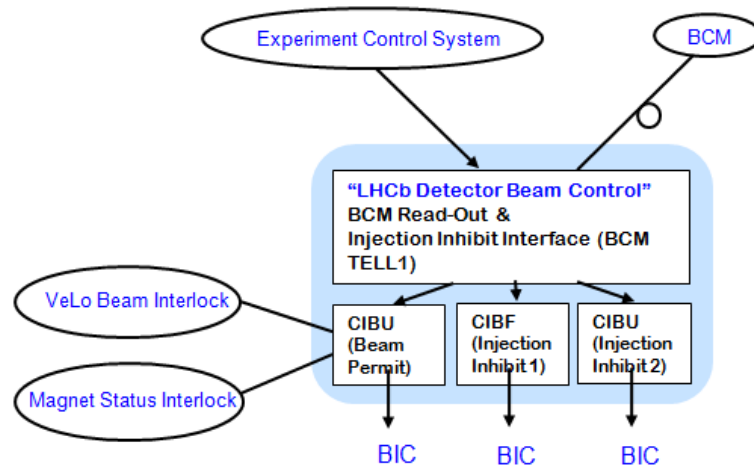 Experiment Control System
BCM
“LHCb Detector Beam Control”
BCM Read-Out &
Injection Inhibit Interface (BCM
TELL1)
VeLo Beam Interlock
Magnet Status Interlock
CIBU
(Beam
Permit)
CIBF
(Injection
Inhibit 1)
CIBU
(Injection
Inhibit 2)
BIC
BIC
BIC